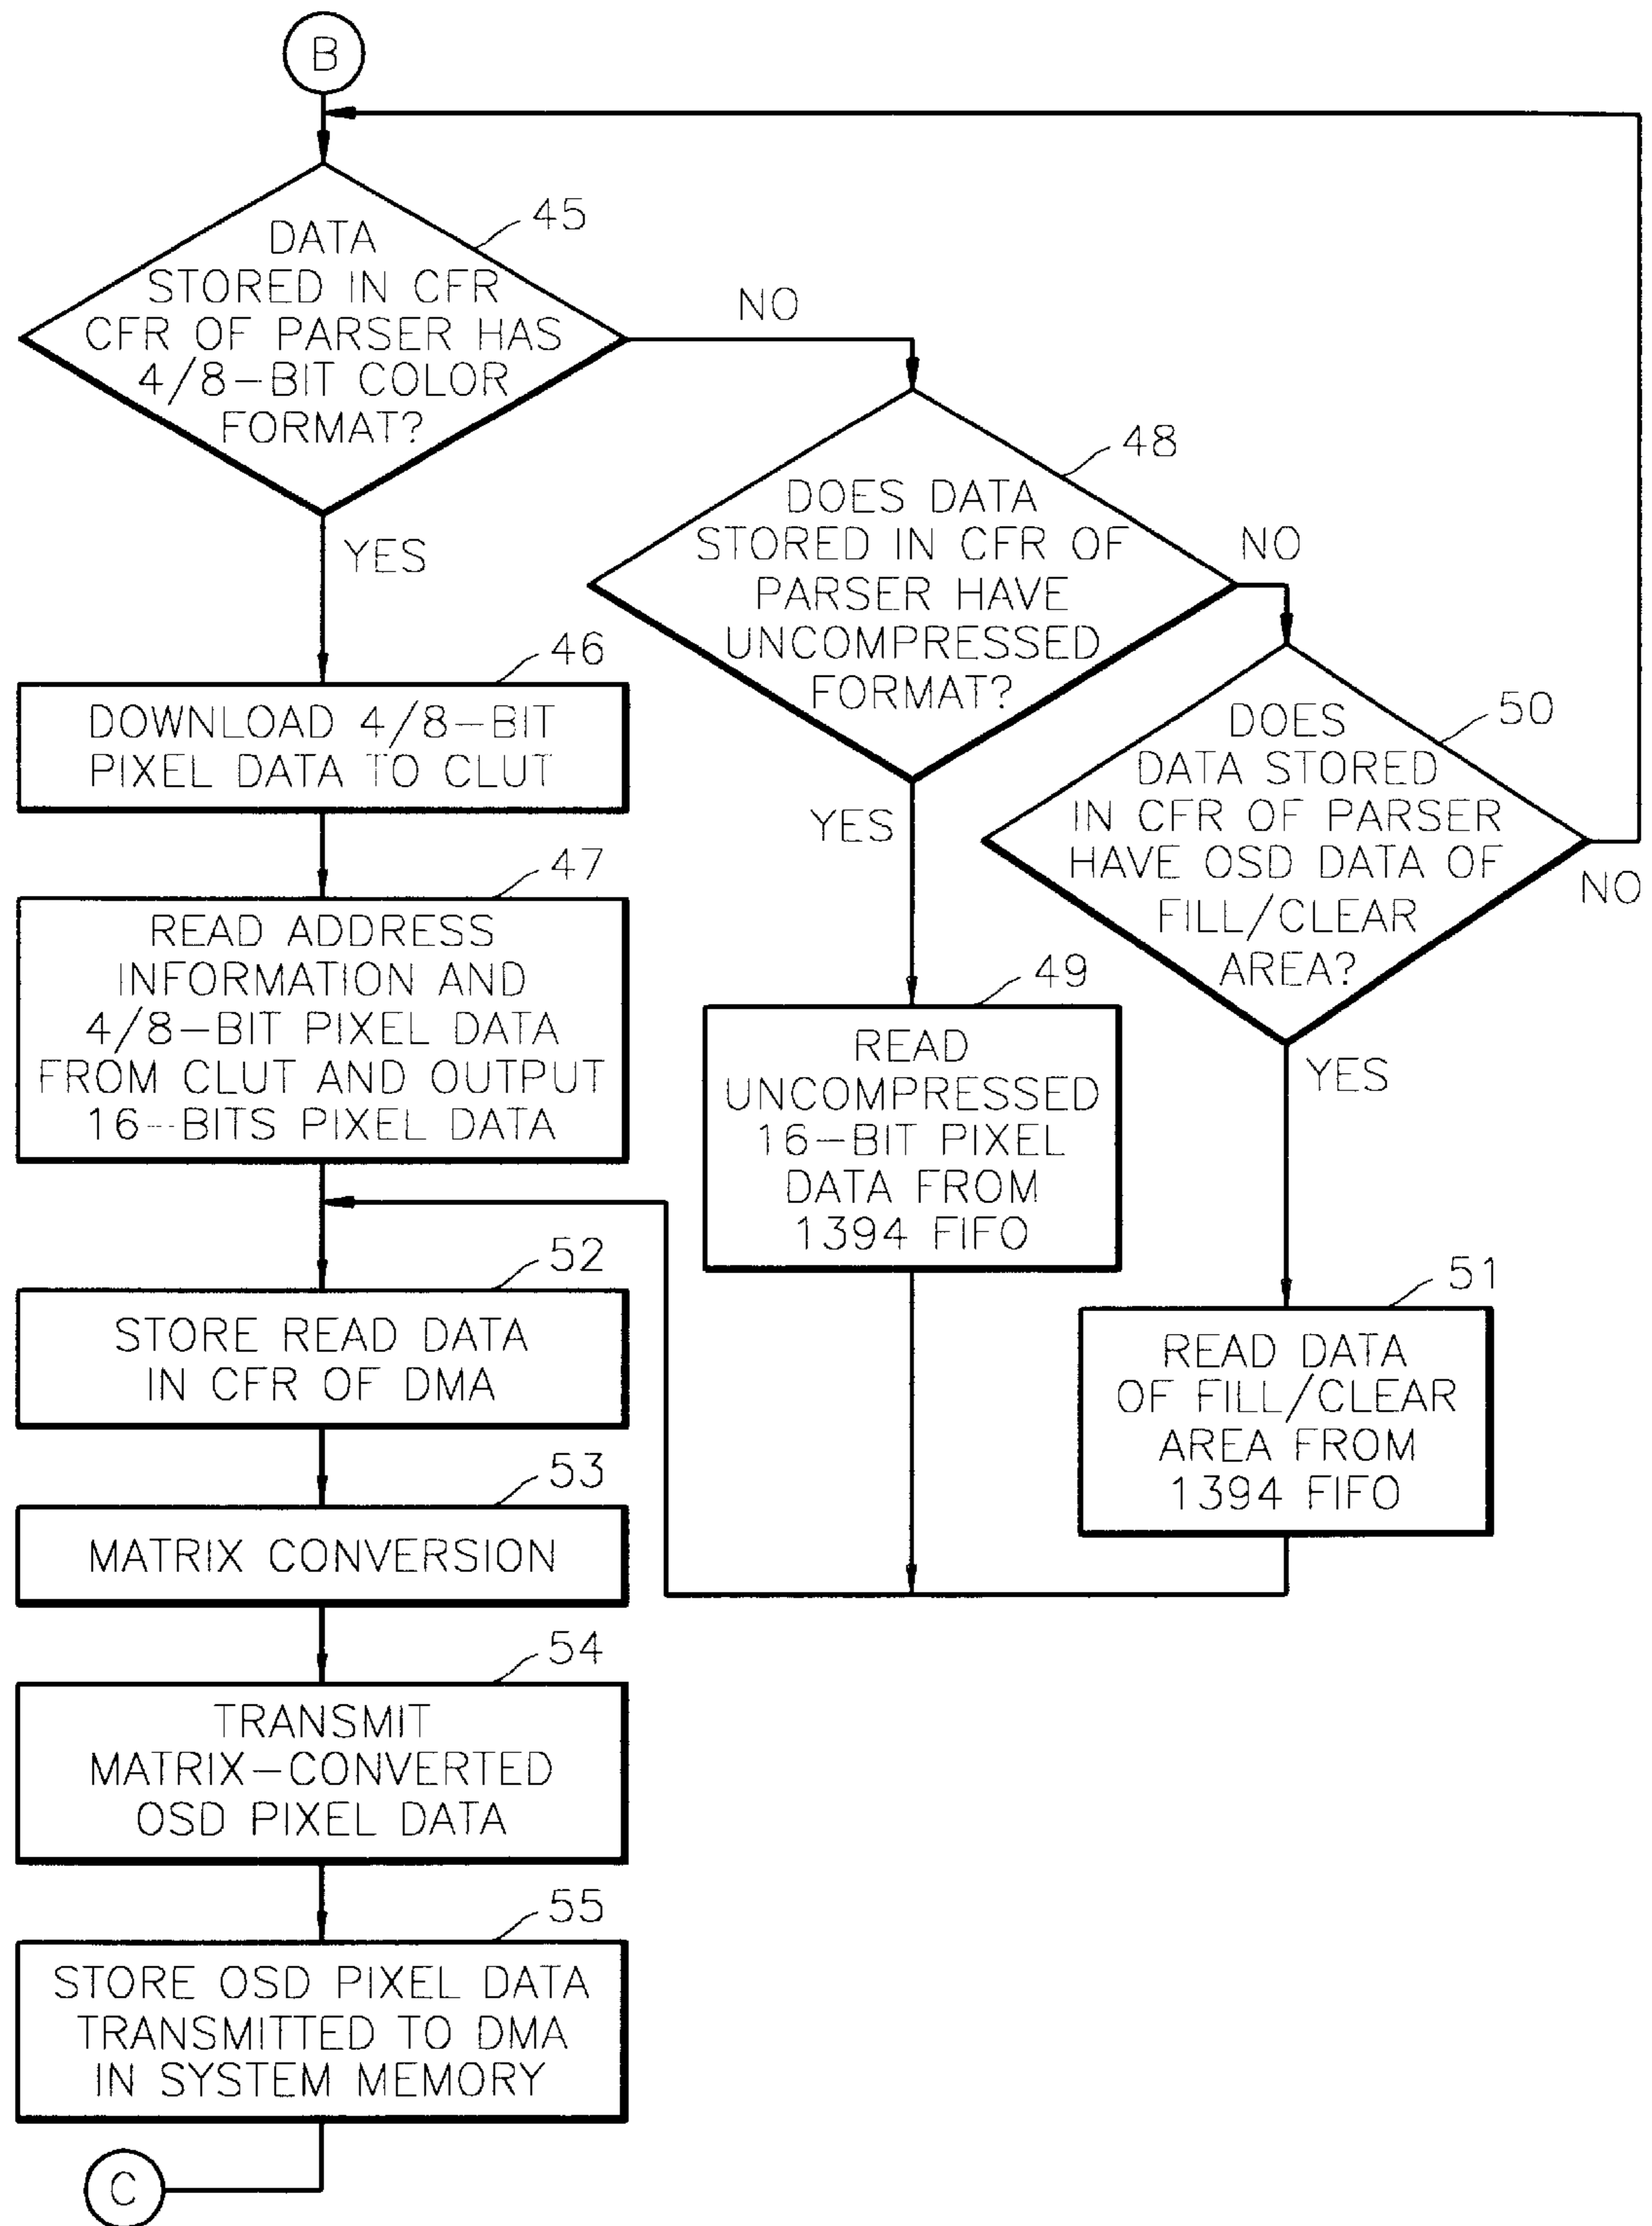 B
45
DATA
STORED IN CFR
CFR OF PARSER HAS
4/8-BIT COLOR
FORMAT?
NO
YES
48
DOES DATA
STORED IN CFR OF
PARSER HAVE
UNCOMPRESSED
FORMAT?
NO
YES
50
DOES
DATA STORED
IN CFR OF PARSER
HAVE OSD DATA OF
FILL/CLEAR
AREA?
NO
YES
46
DOWNLOAD 4/8-BIT
PIXEL DATA TO CLUT
47
READ ADDRESS
INFORMATION AND
4/8-BIT PIXEL DATA
FROM CLUT AND OUTPUT
16-BITS PIXEL DATA
49
READ
UNCOMPRESSED
16-BIT PIXEL
DATA FROM
1394 FIFO
51
READ DATA
OF FILL/CLEAR
AREA FROM
1394 FIFO
52
STORE READ DATA
IN CFR OF DMA
53
MATRIX CONVERSION
54
TRANSMIT
MATRIX-CONVERTED
OSD PIXEL DATA
55
STORE OSD PIXEL DATA
TRANSMITTED TO DMA
IN SYSTEM MEMORY
C